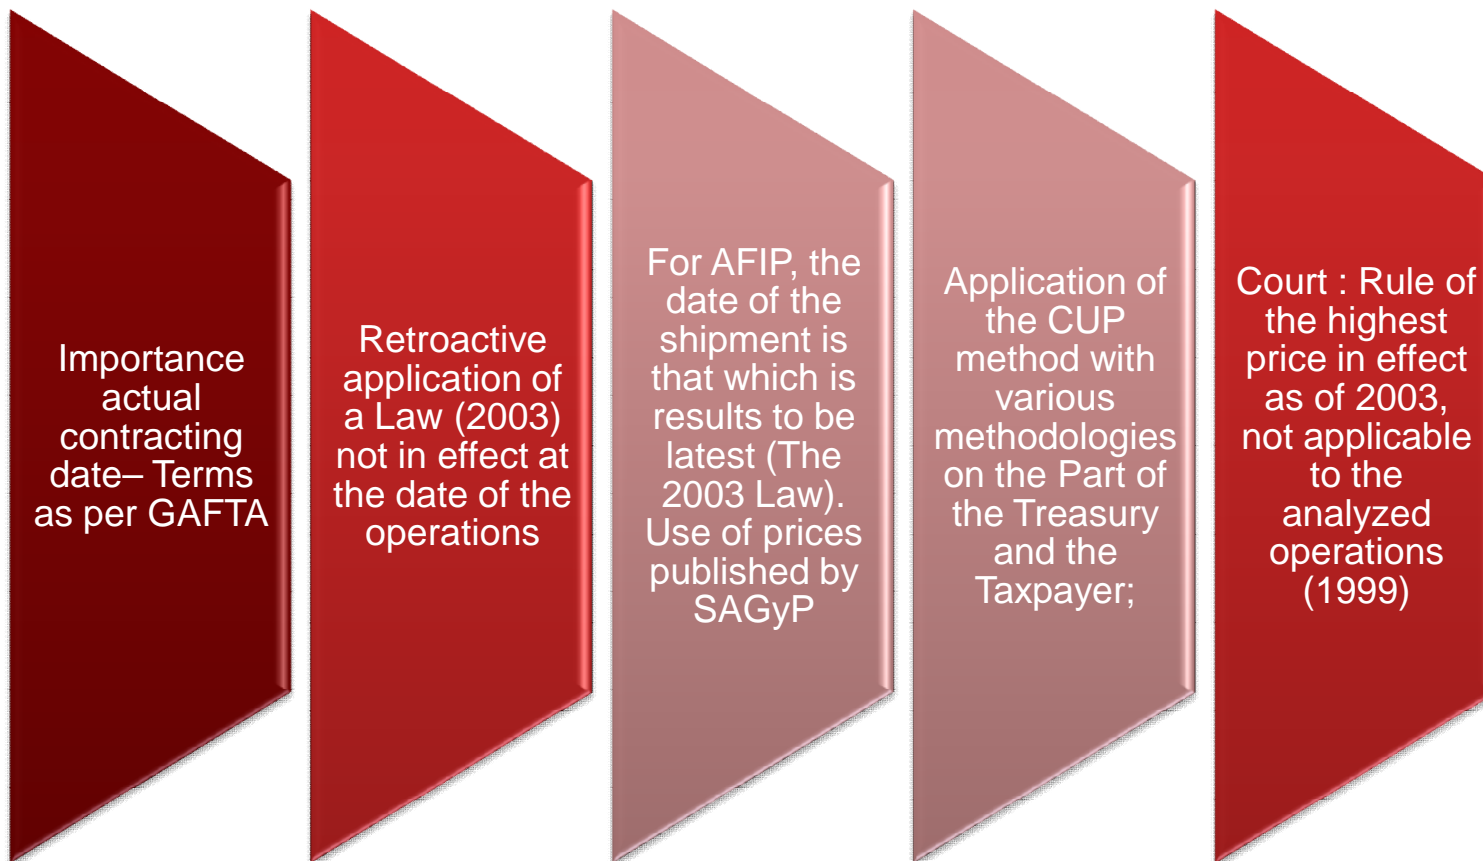 Importance
actual
contracting
date– Terms
as per GAFTA
Retroactive
application of
a Law (2003)
not in effect at
the date of the
operations
For AFIP, the
date of the
shipment is
that which is
results to be
latest (The
2003 Law).
Use of prices
published by
SAGyP
Application of
the CUP
method with
various
methodologies
on the Part of
the Treasury
and the
Taxpayer;
Court : Rule of
the highest
price in effect
as of 2003,
not applicable
to the
analyzed
operations
(1999)